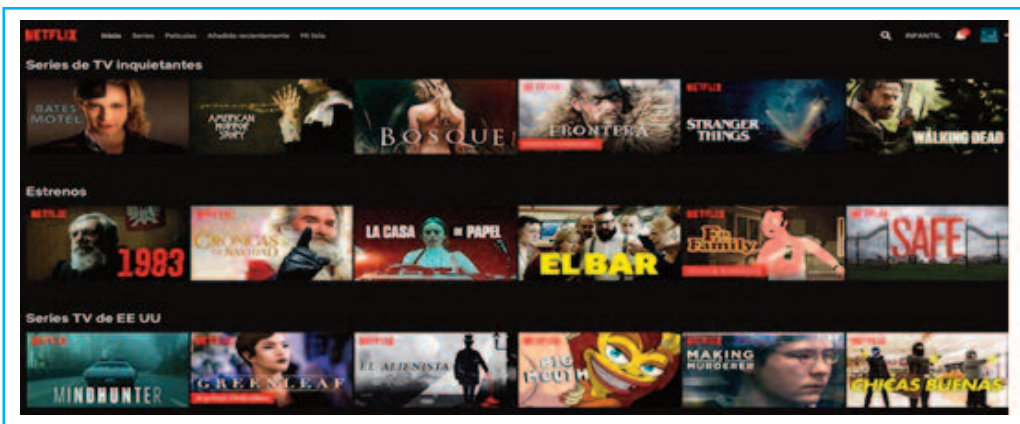 NETFLIX Inicio Series Películas Añadido recientemente Mi lista INFANTIL
Series de TV inquietantes
BATES MOTEL
AMERICAN HORROR STORY
EL BOSQUE
NETFLIX FRONTERA
NETFLIX STRANGER THINGS
WALKING DEAD
Estrenos
NETFLIX 1983
NETFLIX CRÓNICAS DE NAVIDAD
LA CASA DE PAPEL
EL BAR
NETFLIX Family
NETFLIX SAFE
Series TV de EE UU
NETFLIX MINDHUNTER
NETFLIX GREENLEAF
EL ALIENISTA
NETFLIX BIG MOUTH
NETFLIX MAKING MURDERER
NETFLIX CHICAS BUENAS